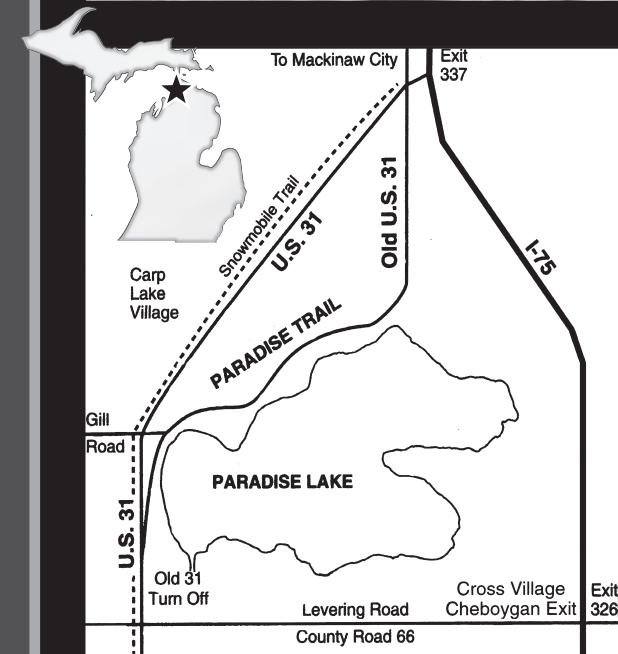 To Mackinaw City
Exit
337
Snowmobile Trail
U.S. 31
Old U.S. 31
I-75
Carp
Lake
Village
PARADISE TRAIL
Gill
Road
PARADISE LAKE
U.S. 31
Old 31
Turn Off
Cross Village
Cheboygan Exit
Exit
326
Levering Road
County Road 66